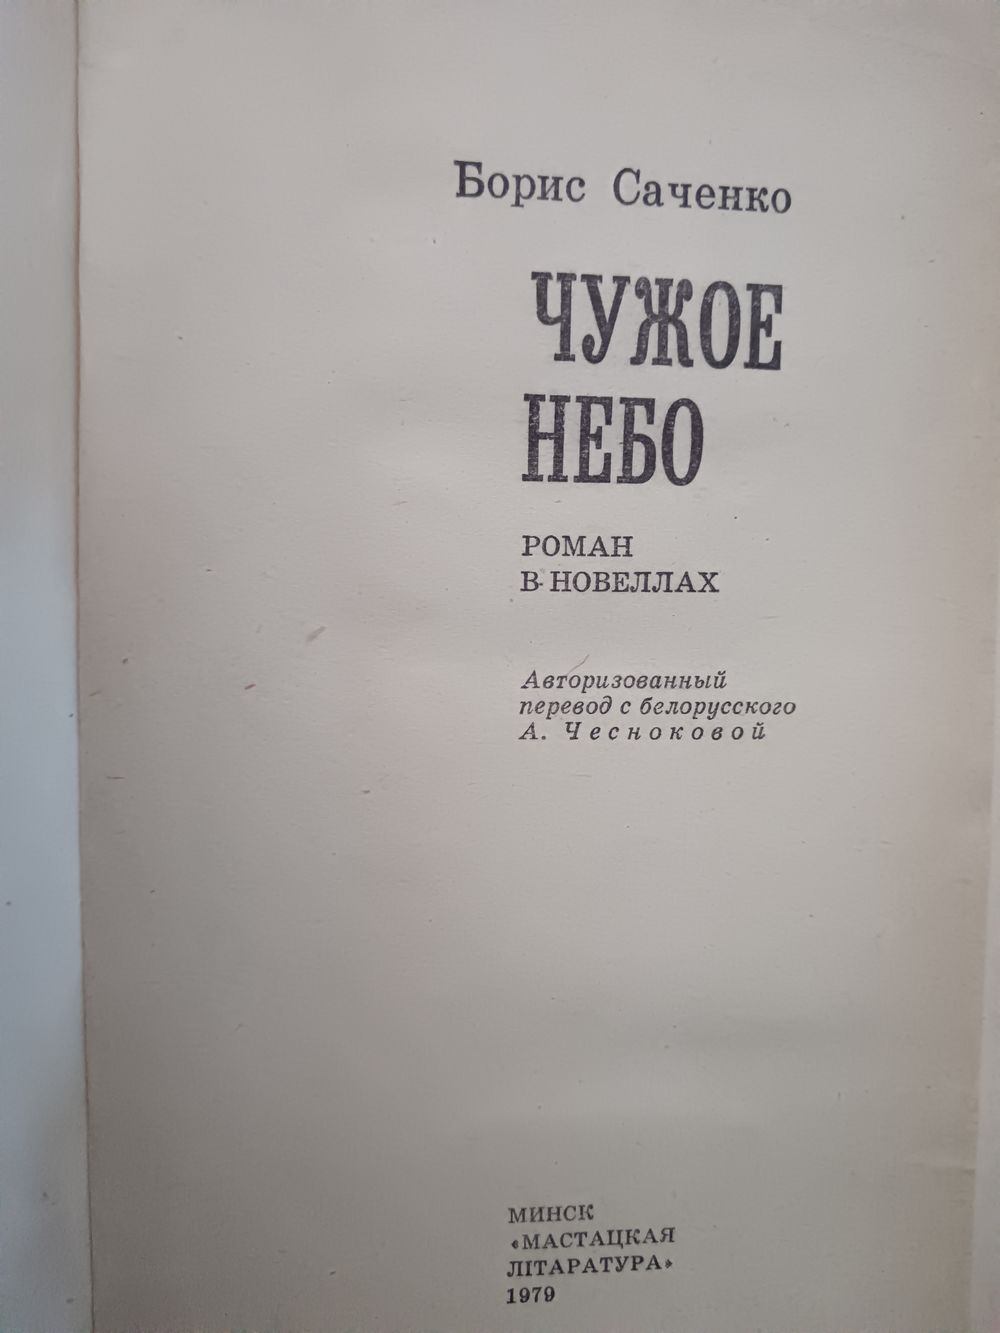 Борис Саченко
ЧУЖОЕ
НЕБО
РОМАН
В НОВЕЛЛАХ
Авторизованный
перевод с белорусского
А. Чесноковой
МИНСК
«МАСТАЦКАЯ
ЛІТАРАТУРА»
1979